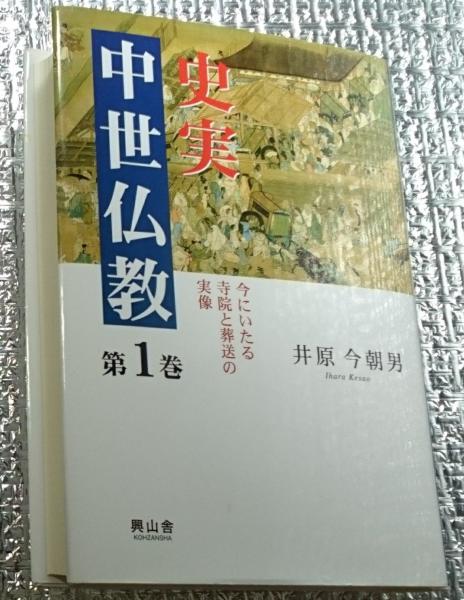 史実
中世仏教
第1巻
今にいたる
寺院と葬送の
実像
井原 今朝男
Ihara Kesao
興山舎
KOHZANSHA